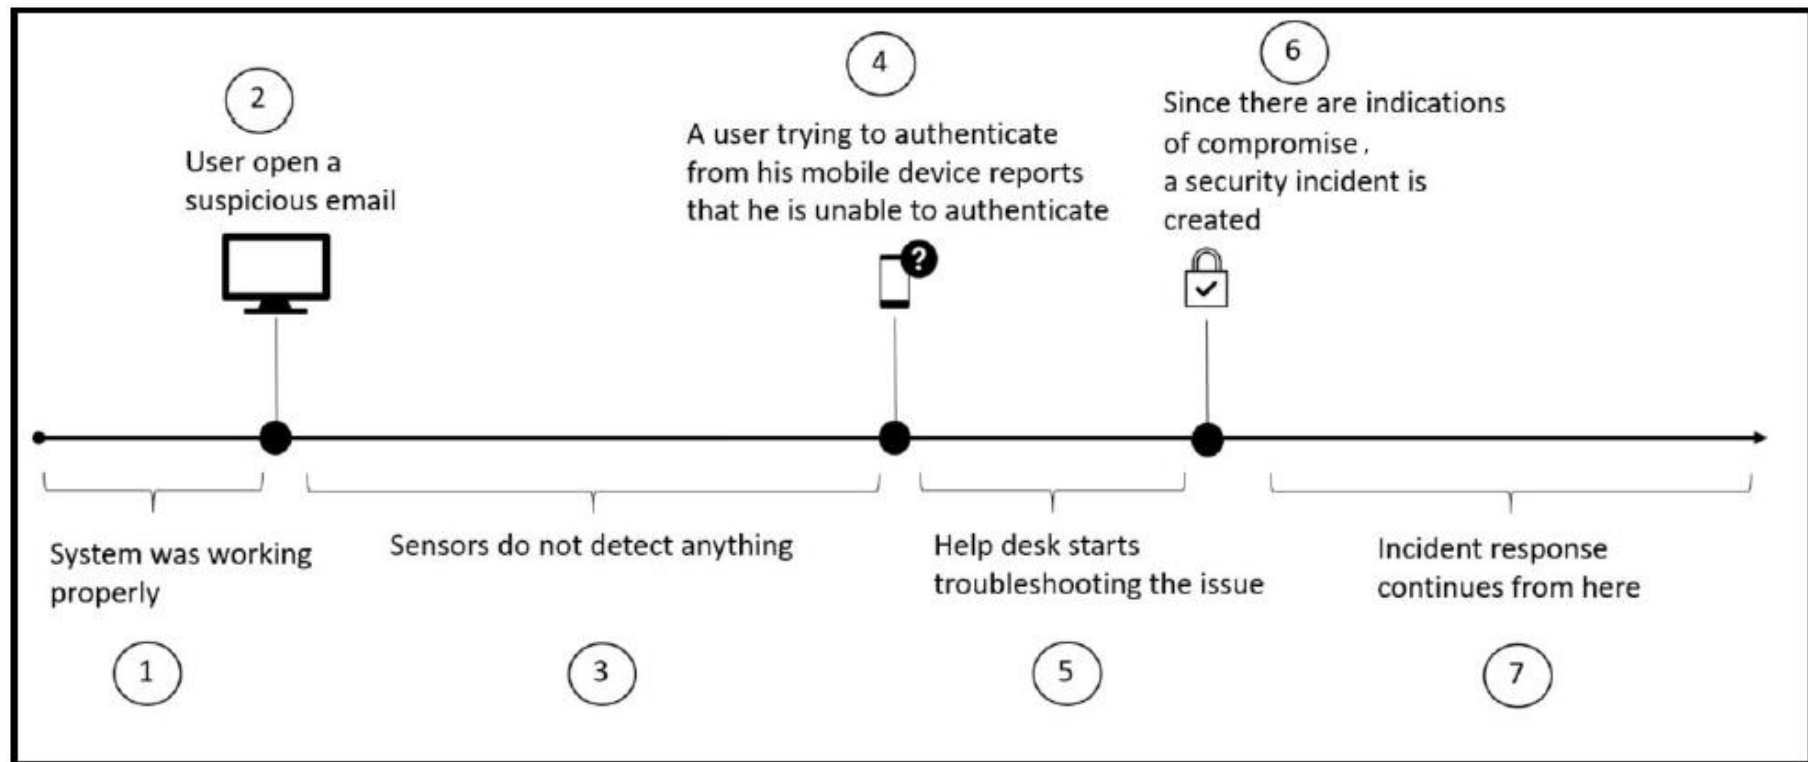 2
User open a
suspicious email
4
A user trying to authenticate
from his mobile device reports
that he is unable to authenticate
?
6
Since there are indications
of compromise.
a security incident is
created
System was working
properly
1
Sensors do not detect anything
3
Help desk starts
troubleshooting the issue
5
Incident response
continues from here
7